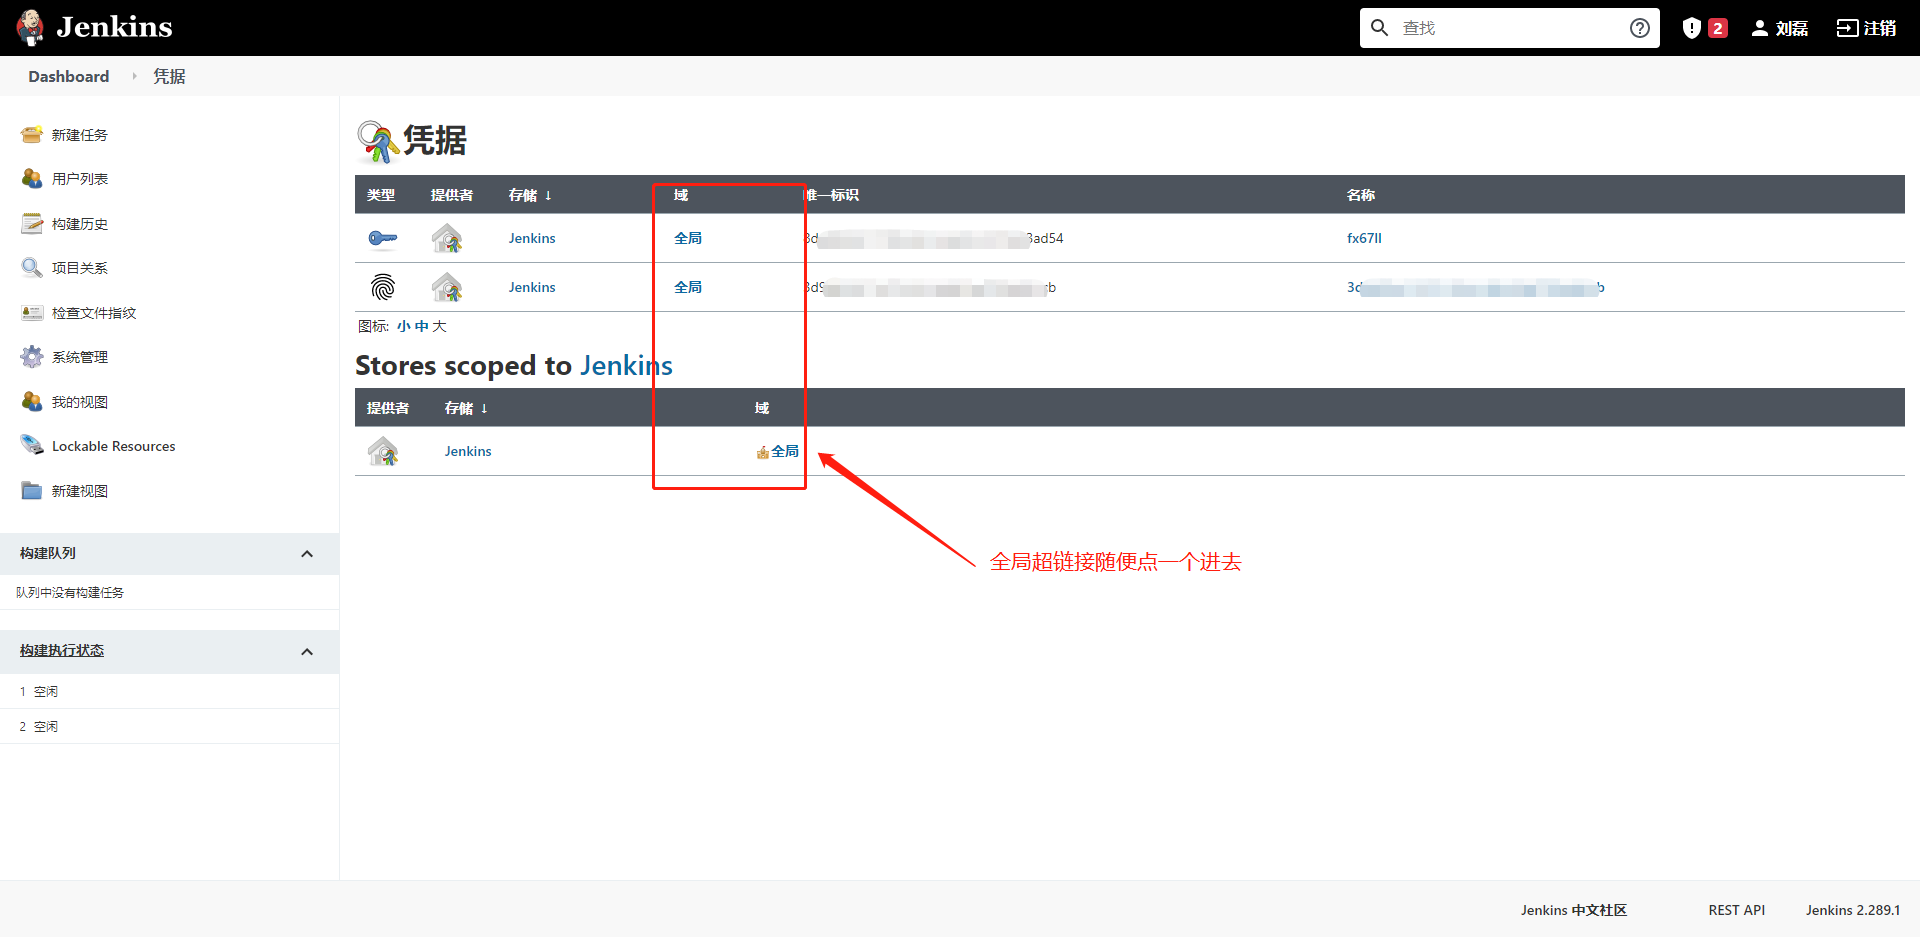 Jenkins
查找
2
刘磊
注销
Dashboard
凭据
新建任务
用户列表
构建历史
项目关系
检查文件指纹
系统管理
我的视图
Lockable Resources
新建视图
构建队列
队列中没有构建任务
构建执行状态
1 空闲
2 空闲
凭据
类型 提供者 存储 ↓ 域 唯一标识 名称
Jenkins 全局 3ad54 fx67ll
Jenkins 全局
图标: 小 中 大
Stores scoped to Jenkins
提供者 存储 ↓ 域
Jenkins 全局
全局超链接随便点一个进去
Jenkins 中文社区 REST API Jenkins 2.289.1